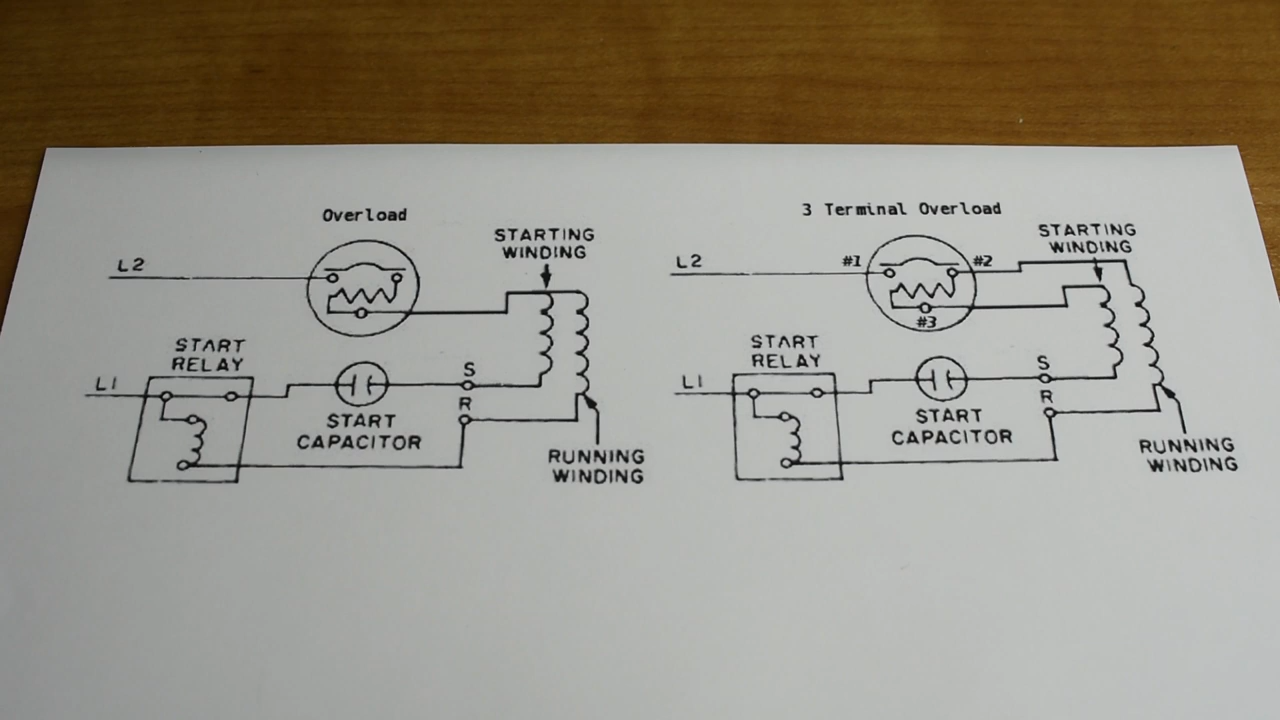 Overload
STARTING
WINDING
L2
START
RELAY
L1
S
R
START
CAPACITOR
RUNNING
WINDING
3 Terminal Overload
STARTING
WINDING
L2
#1
#2
#3
START
RELAY
L1
S
R
START
CAPACITOR
RUNNING
WINDING